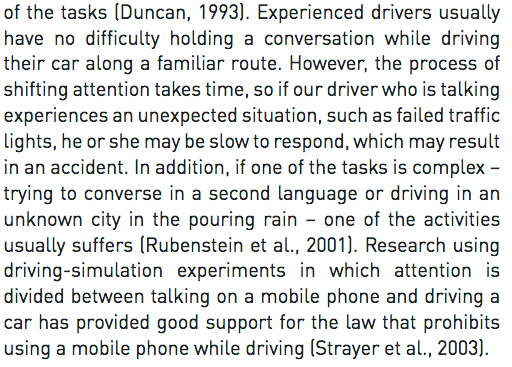 of the tasks (Duncan, 1993). Experienced drivers usually
have no difficulty holding a conversation while driving
their car along a familiar route. However, the process of
shifting attention takes time, so if our driver who is talking
experiences an unexpected situation, such as failed traffic
lights, he or she may be slow to respond, which may result
in an accident. In addition, if one of the tasks is complex –
trying to converse in a second language or driving in an
unknown city in the pouring rain – one of the activities
usually suffers (Rubenstein et al., 2001). Research using
driving-simulation experiments in which attention is
divided between talking on a mobile phone and driving a
car has provided good support for the law that prohibits
using a mobile phone while driving (Strayer et al., 2003).